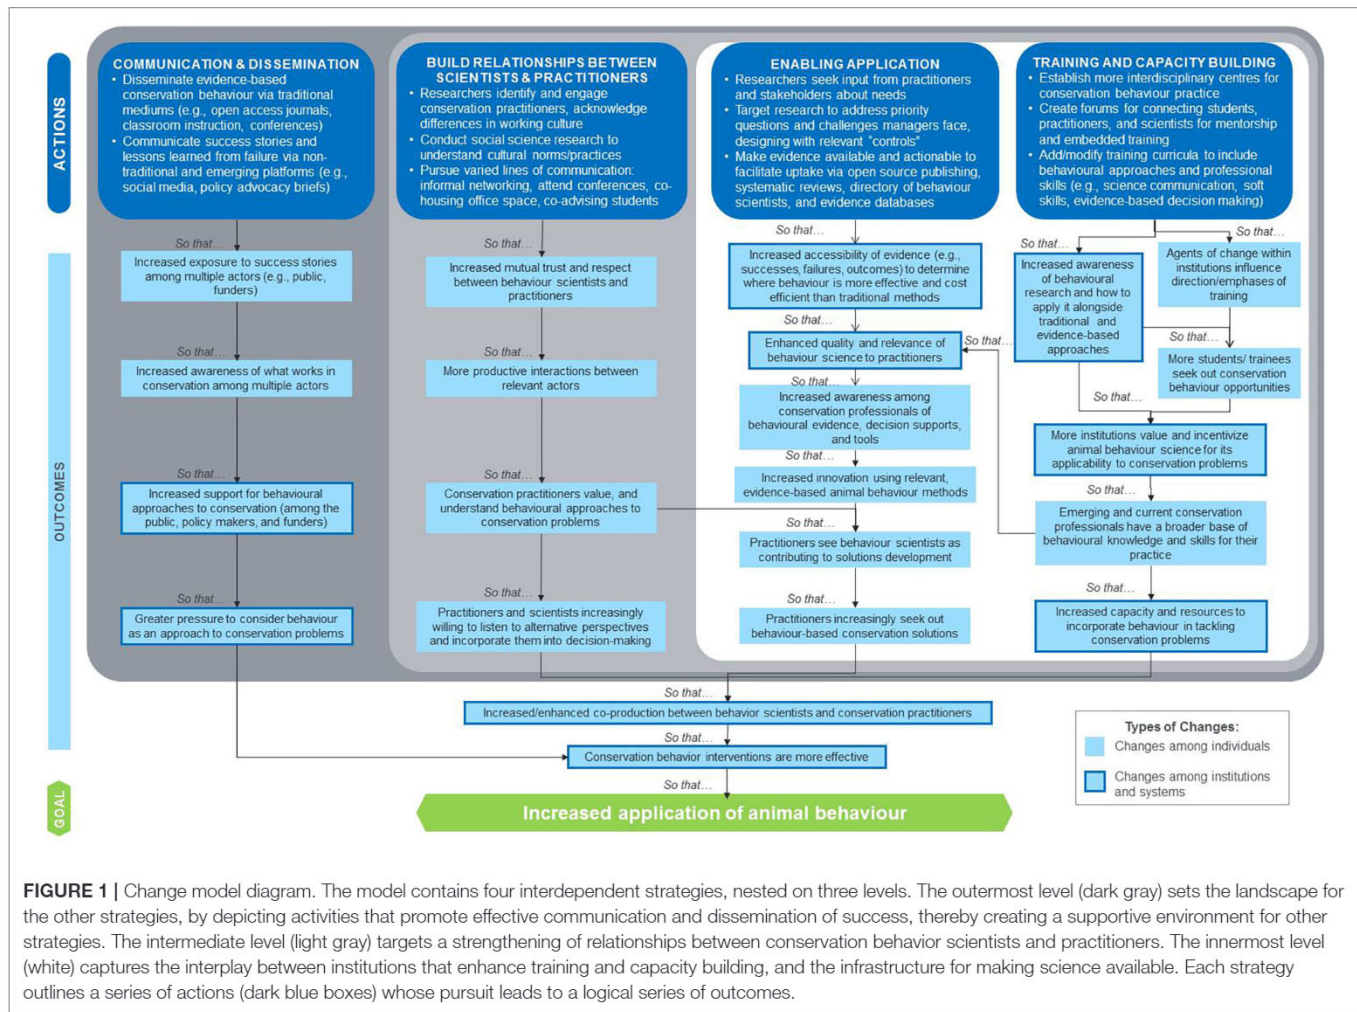 ACTIONS
COMMUNICATION & DISSEMINATION
• Disseminate evidence-based
conservation behaviour via traditional
mediums (e.g., open access journals,
classroom instruction, conferences)
• Communicate success stories and
lessons learned from failure via non-
traditional and emerging platforms (e.g.,
social media, policy advocacy briefs)
BUILD RELATIONSHIPS BETWEEN
SCIENTISTS & PRACTITIONERS
• Researchers identify and engage
conservation practitioners, acknowledge
differences in working culture
• Conduct social science research to
understand cultural norms/practices
• Pursue varied lines of communication:
informal networking, attend conferences, co-
housing office space, co-advising students
ENABLING APPLICATION
• Researchers seek input from practitioners
and stakeholders about needs
• Target research to address priority
questions and challenges managers face,
designing with relevant "controls"
• Make evidence available and actionable to
facilitate uptake via open source publishing,
systematic reviews, directory of behaviour
scientists, and evidence databases
TRAINING AND CAPACITY BUILDING
• Establish more interdisciplinary centres for
conservation behaviour practice
• Create forums for connecting students,
practitioners, and scientists for mentorship
and embedded training
• Add/modify training curricula to include
behavioural approaches and professional
skills (e.g., science communication, soft
skills, evidence-based decision making)
OUTCOMES
So that…
Increased exposure to success stories
among multiple actors (e.g., public,
funders)
So that…
Increased awareness of what works in
conservation among multiple actors
So that…
Increased support for behavioural
approaches to conservation (among the
public, policy makers, and funders)
So that…
Greater pressure to consider behaviour
as an approach to conservation problems
So that…
Increased mutual trust and respect
between behaviour scientists and
practitioners
So that…
More productive interactions between
relevant actors
So that…
Conservation practitioners value, and
understand behavioural approaches to
conservation problems
So that…
Practitioners and scientists increasingly
willing to listen to alternative perspectives
and incorporate them into decision-making
So that…
Increased accessibility of evidence (e.g.,
successes, failures, outcomes) to determine
where behaviour is more effective and cost
efficient than traditional methods
So that…
Enhanced quality and relevance of
behaviour science to practitioners
So that…
So that…
Increased awareness among
conservation professionals of
behavioural evidence, decision supports,
and tools
So that…
Increased innovation using relevant,
evidence-based animal behaviour methods
So that…
Practitioners see behaviour scientists as
contributing to solutions development
So that…
Practitioners increasingly seek out
behaviour-based conservation solutions
So that…
Increased awareness
of behavioural
research and how to
apply it alongside
traditional and
evidence-based
approaches
So that…
Agents of change within
institutions influence
direction/emphases of
training
So that…
More students/ trainees
seek out conservation
behaviour opportunities
So that…
So that…
More institutions value and incentivize
animal behaviour science for its
applicability to conservation problems
So that…
Emerging and current conservation
professionals have a broader base of
behavioural knowledge and skills for their
practice
So that…
Increased capacity and resources to
incorporate behaviour in tackling
conservation problems
So that…
Increased/enhanced co-production between behavior scientists and conservation practitioners
So that…
Conservation behavior interventions are more effective
So that…
Types of Changes:
Changes among individuals
Changes among institutions
and systems
GOAL
Increased application of animal behaviour
FIGURE 1 | Change model diagram. The model contains four interdependent strategies, nested on three levels. The outermost level (dark gray) sets the landscape for
the other strategies, by depicting activities that promote effective communication and dissemination of success, thereby creating a supportive environment for other
strategies. The intermediate level (light gray) targets a strengthening of relationships between conservation behavior scientists and practitioners. The innermost level
(white) captures the interplay between institutions that enhance training and capacity building, and the infrastructure for making science available. Each strategy
outlines a series of actions (dark blue boxes) whose pursuit leads to a logical series of outcomes.